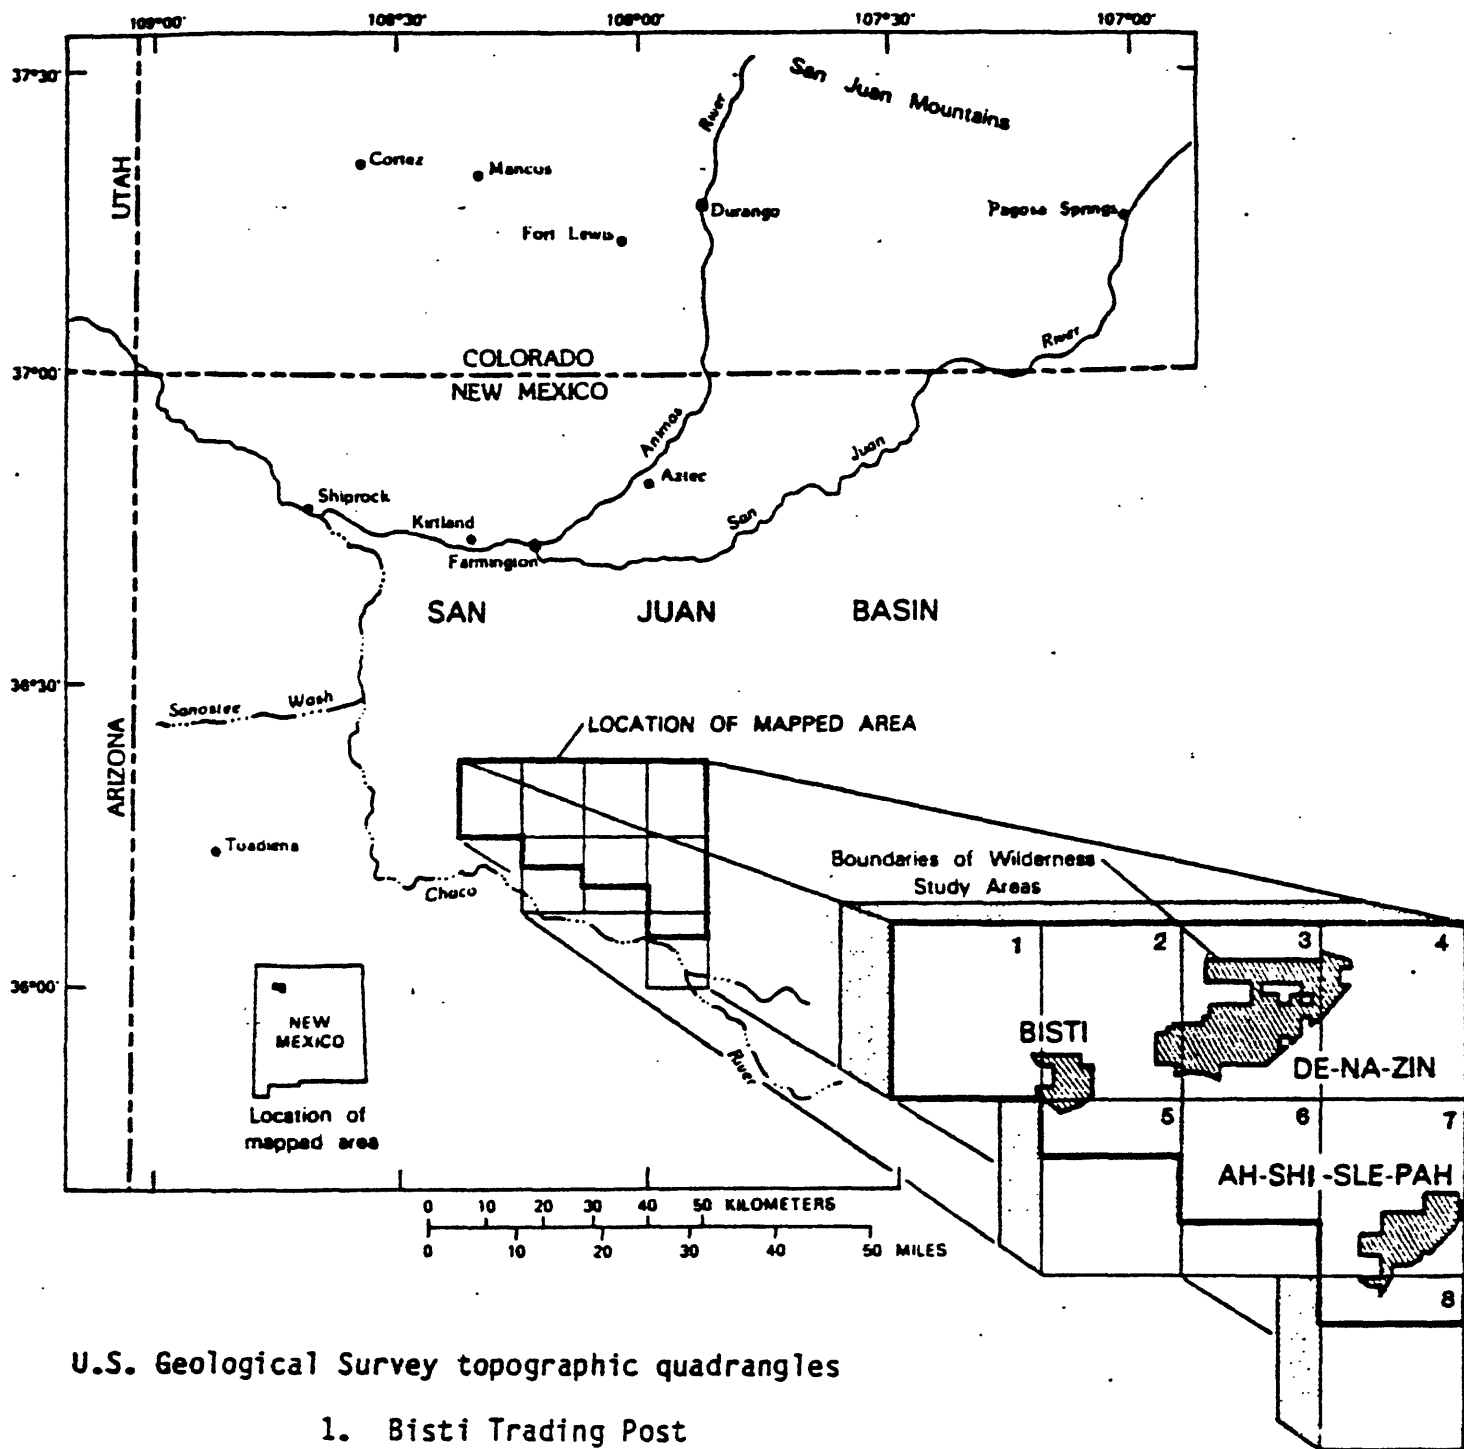 109°00' 108°30' 108°00' 107°30' 107°00'
37°30'
San Juan Mountains
River
UTAH
Cortez
Mancus
Durango
Pagosa Springs
Fort Lewis
River
37°00'
COLORADO
NEW MEXICO
Animas
Juan
Aztec
Shiprock
San
Kirtland
Farmington
SAN JUAN BASIN
36°30'
Sanostee Wash
LOCATION OF MAPPED AREA
ARIZONA
Boundaries of Wilderness
Study Areas
Chaco
1 2 3 4
36°00'
NEW
MEXICO
BISTI
River
DE-NA-ZIN
Location of
mapped area
5 6 7
AH-SHI-SLE-PAH
0 10 20 30 40 50 KILOMETERS
0 10 20 30 40 50 MILES
8
U.S. Geological Survey topographic quadrangles
1. Bisti Trading Post